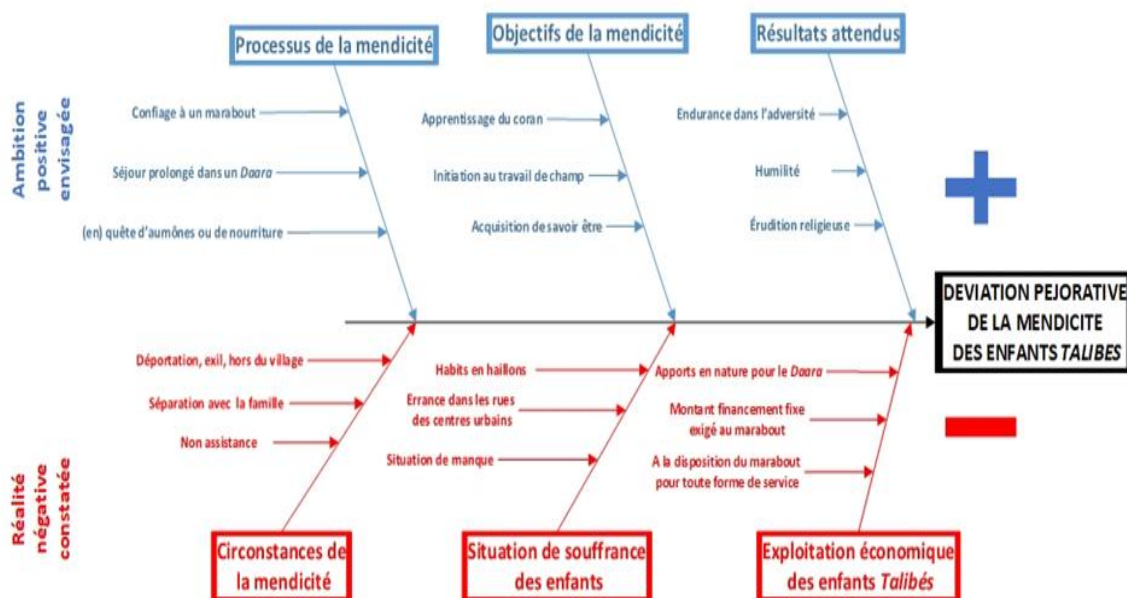 Processus de la mendicité
Objectifs de la mendicité
Résultats attendus
Ambition
positive
envisagée
Confiage à un marabout
Séjour prolongé dans un Daara
(en) quête d'aumônes ou de nourriture
Apprentissage du coran
Initiation au travail de champ
Acquisition de savoir être
Endurance dans l'adversité
Humilité
Érudition religieuse
DEVIATION PEJORATIVE
DE LA MENDICITE
DES ENFANTS TALIBES
Réalité
négative
constatée
Déportation, exil, hors du village
Séparation avec la famille
Non assistance
Habits en haillons
Errance dans les rues
des centres urbains
Situation de manque
Apports en nature pour le Daara
Montant financement fixe
exigé au marabout
A la disposition du marabout
pour toute forme de service
Circonstances de
la mendicité
Situation de souffrance
des enfants
Exploitation économique
des enfants Talibés